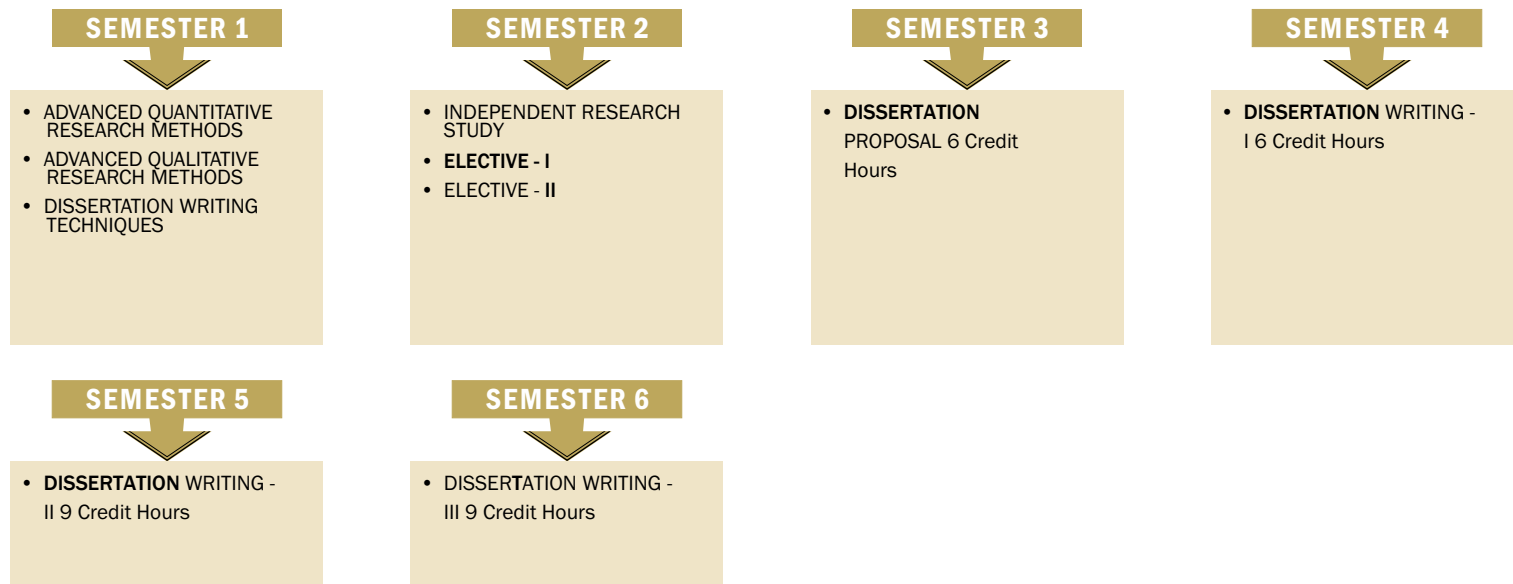 SEMESTER 1
• ADVANCED QUANTITATIVE
RESEARCH METHODS
• ADVANCED QUALITATIVE
RESEARCH METHODS
• DISSERTATION WRITING
TECHNIQUES
SEMESTER 2
• INDEPENDENT RESEARCH
STUDY
• ELECTIVE - I
• ELECTIVE - II
SEMESTER 3
• DISSERTATION
PROPOSAL 6 Credit
Hours
SEMESTER 4
• DISSERTATION WRITING -
I 6 Credit Hours
SEMESTER 5
• DISSERTATION WRITING -
II 9 Credit Hours
SEMESTER 6
• DISSERTATION WRITING -
III 9 Credit Hours